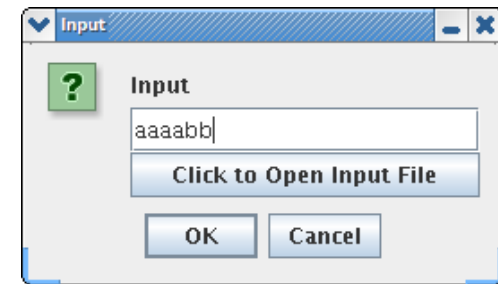 Input
?
Input
aaaabb
Click to Open Input File
OK Cancel